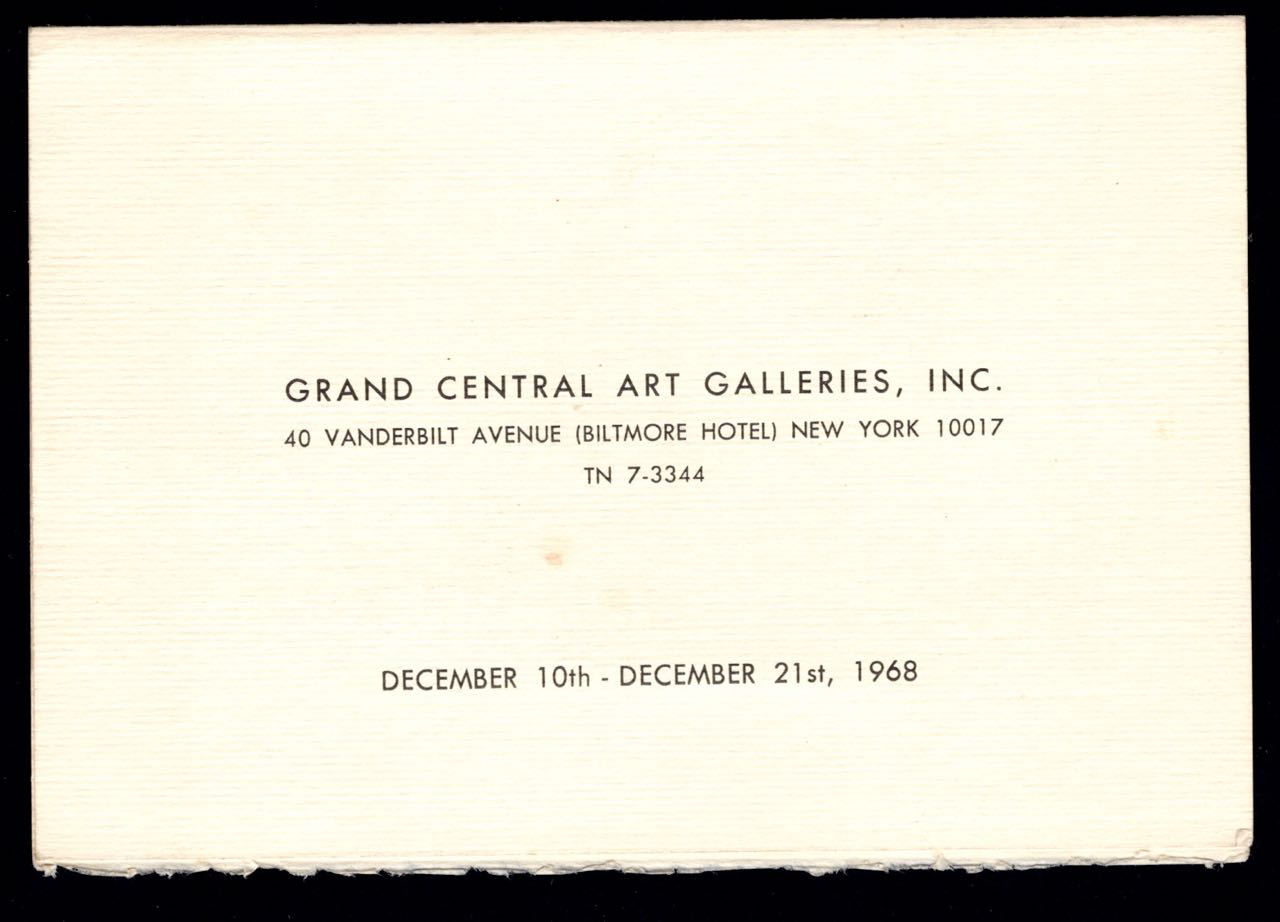 GRAND CENTRAL ART GALLERIES, INC.
40 VANDERBILT AVENUE (BILTMORE HOTEL) NEW YORK 10017
TN 7-3344
DECEMBER 10th - DECEMBER 21st, 1968